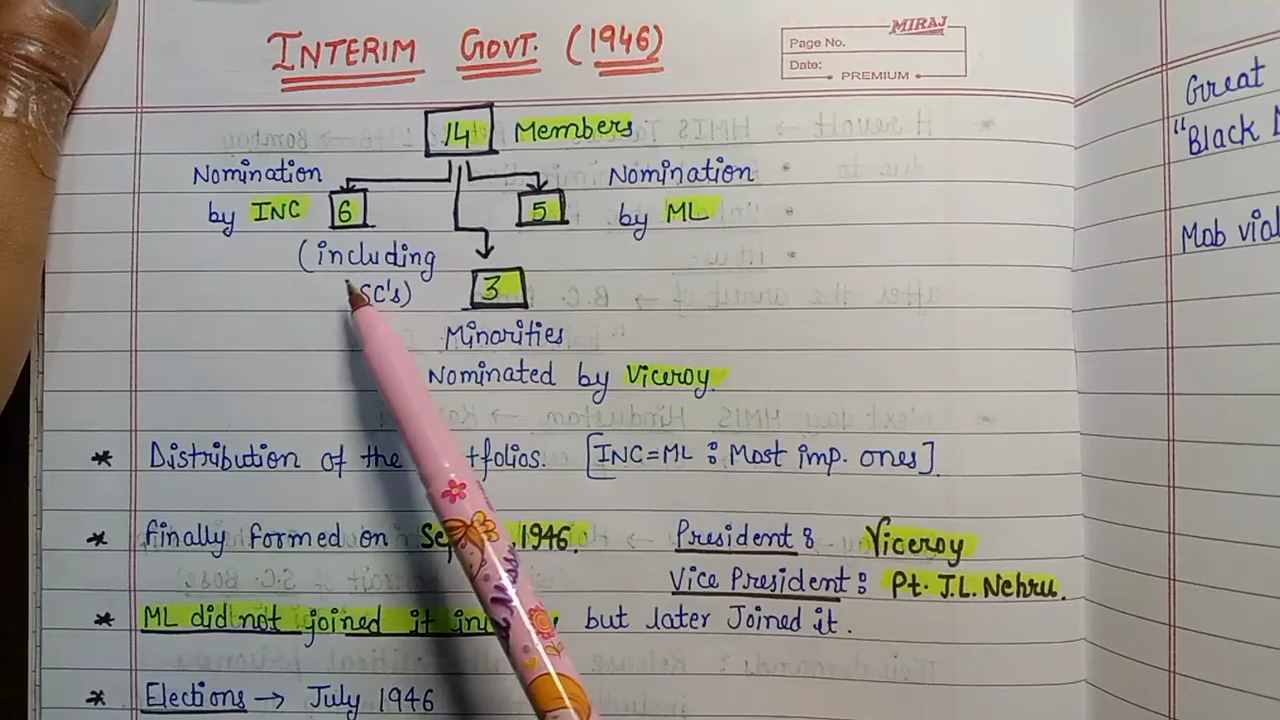 INTERIM GOVT. (1946)
MIRAJ
Page No.
Date:
PREMIUM
14 Members
Nomination by INC 6
(including SC's)
5 Nomination by ML
3
Minorities
Nominated by Viceroy.
* Distribution of the folios. [INC=ML : Most imp. ones]
* Finally formed on 1946. President : Viceroy
Vice President : Pt. J.L. Nehru.
* ML did not joined it but later Joined it.
* Elections → July 1946
Great
"Black
Mob